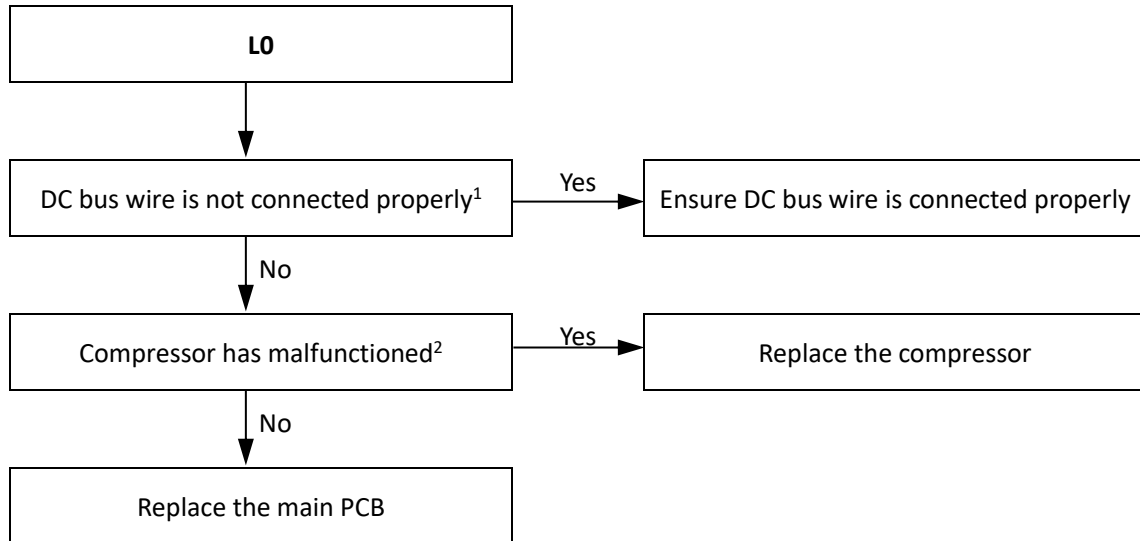 L0
DC bus wire is not connected properly¹
Yes
Ensure DC bus wire is connected properly
No
Compressor has malfunctioned²
Yes
Replace the compressor
No
Replace the main PCB